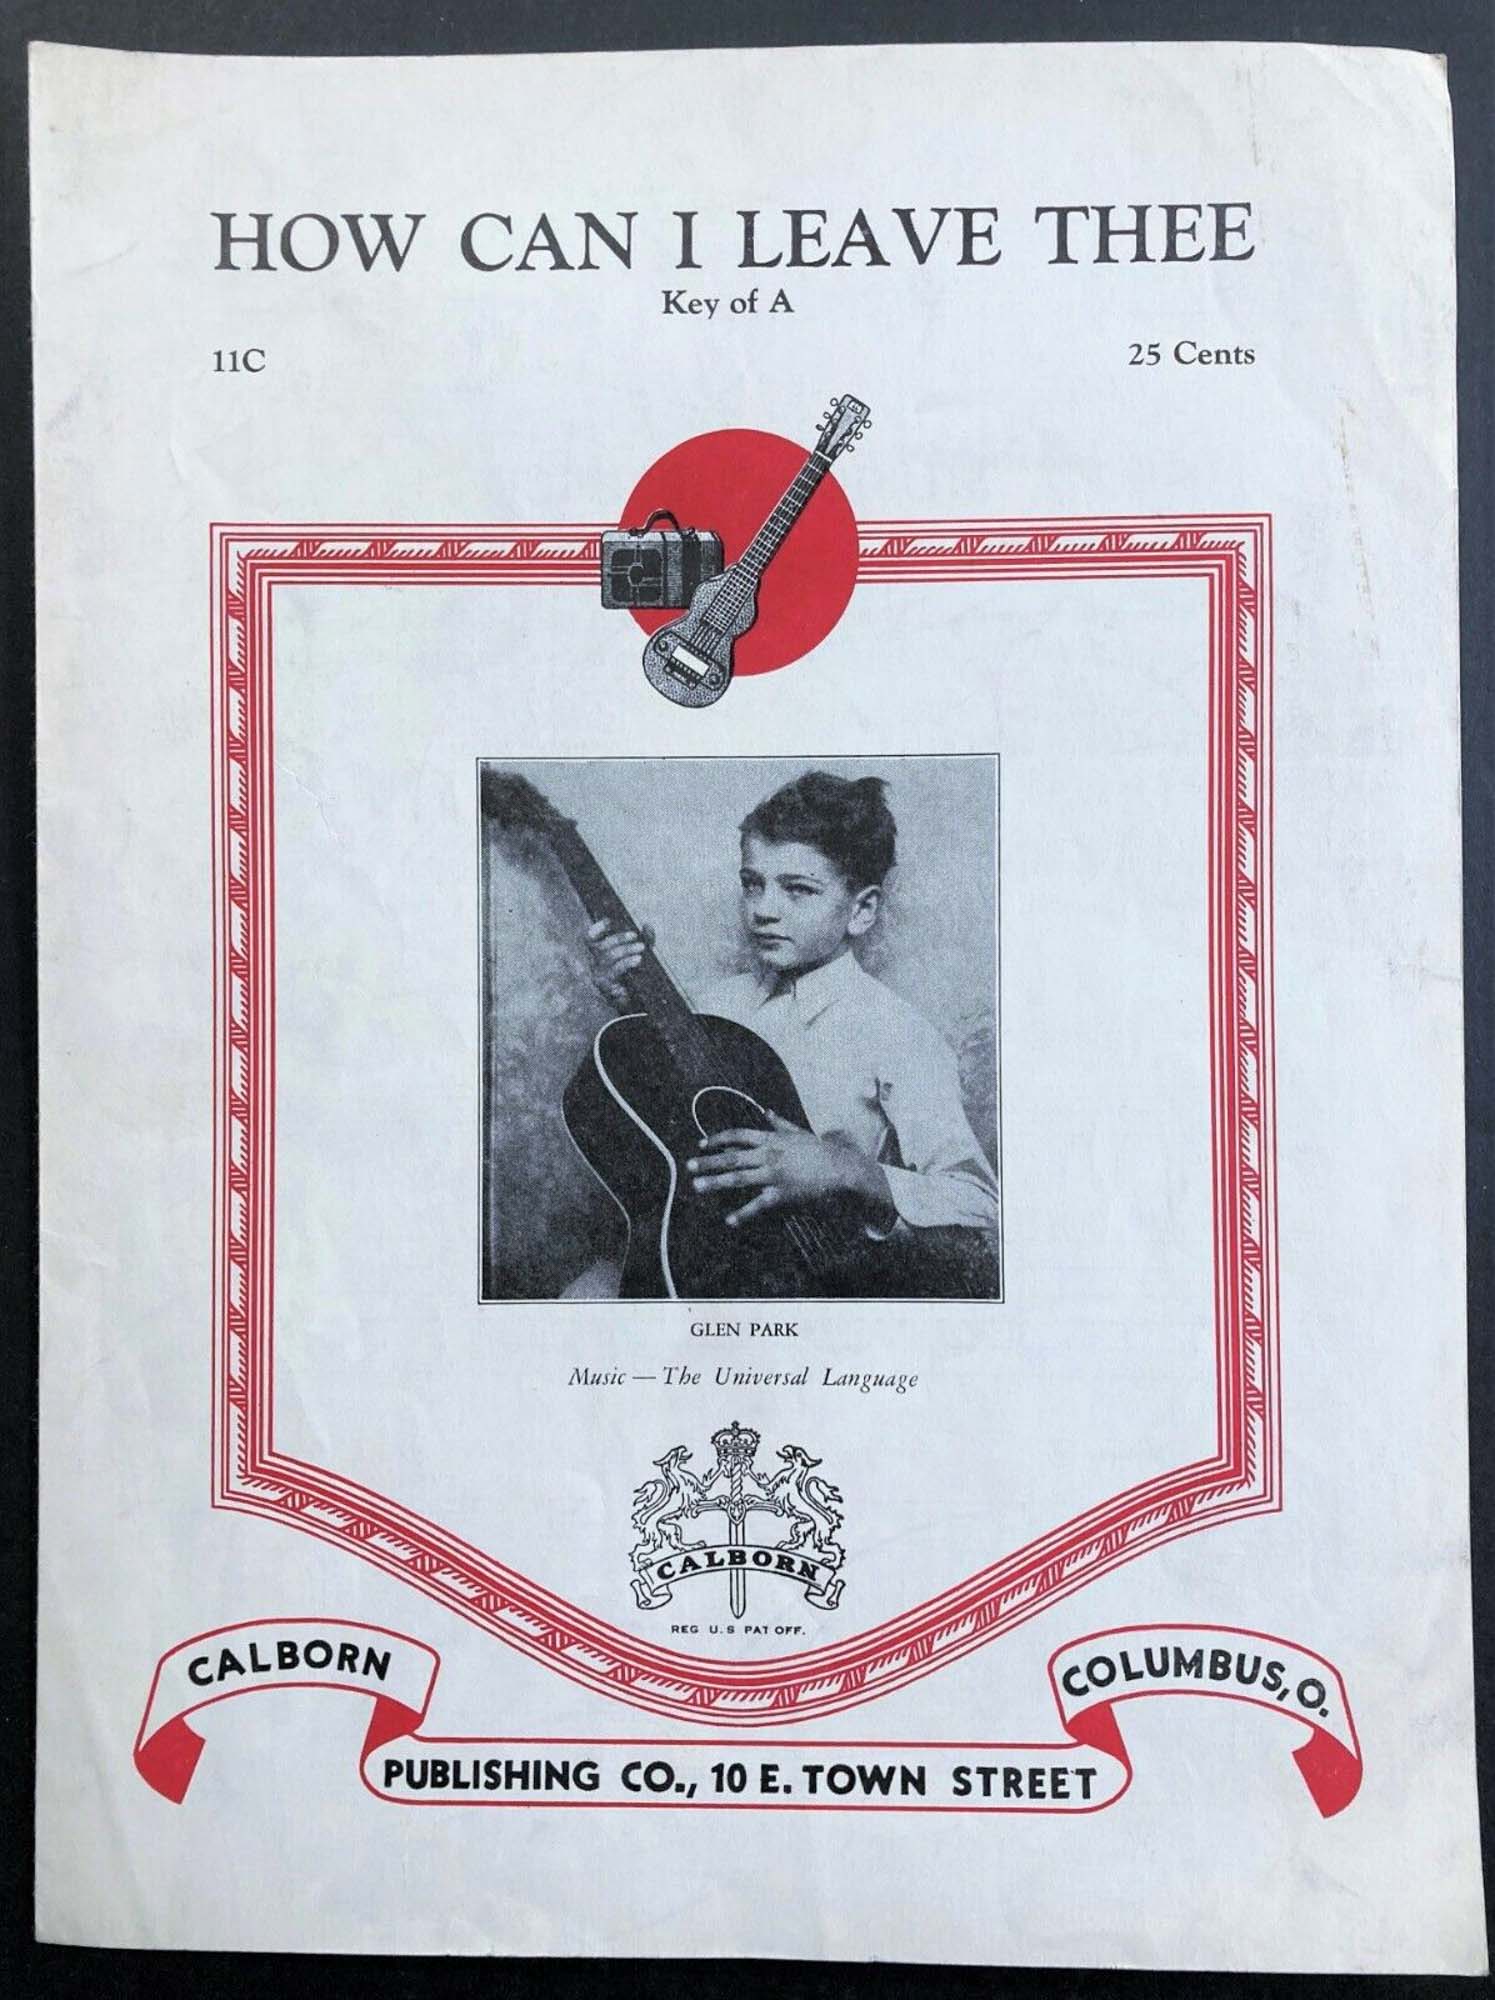 HOW CAN I LEAVE THEE
Key of A
11C
25 Cents
GLEN PARK
Music — The Universal Language
CALBORN
REG U.S PAT OFF.
CALBORN
PUBLISHING CO., 10 E. TOWN STREET
COLUMBUS, O.